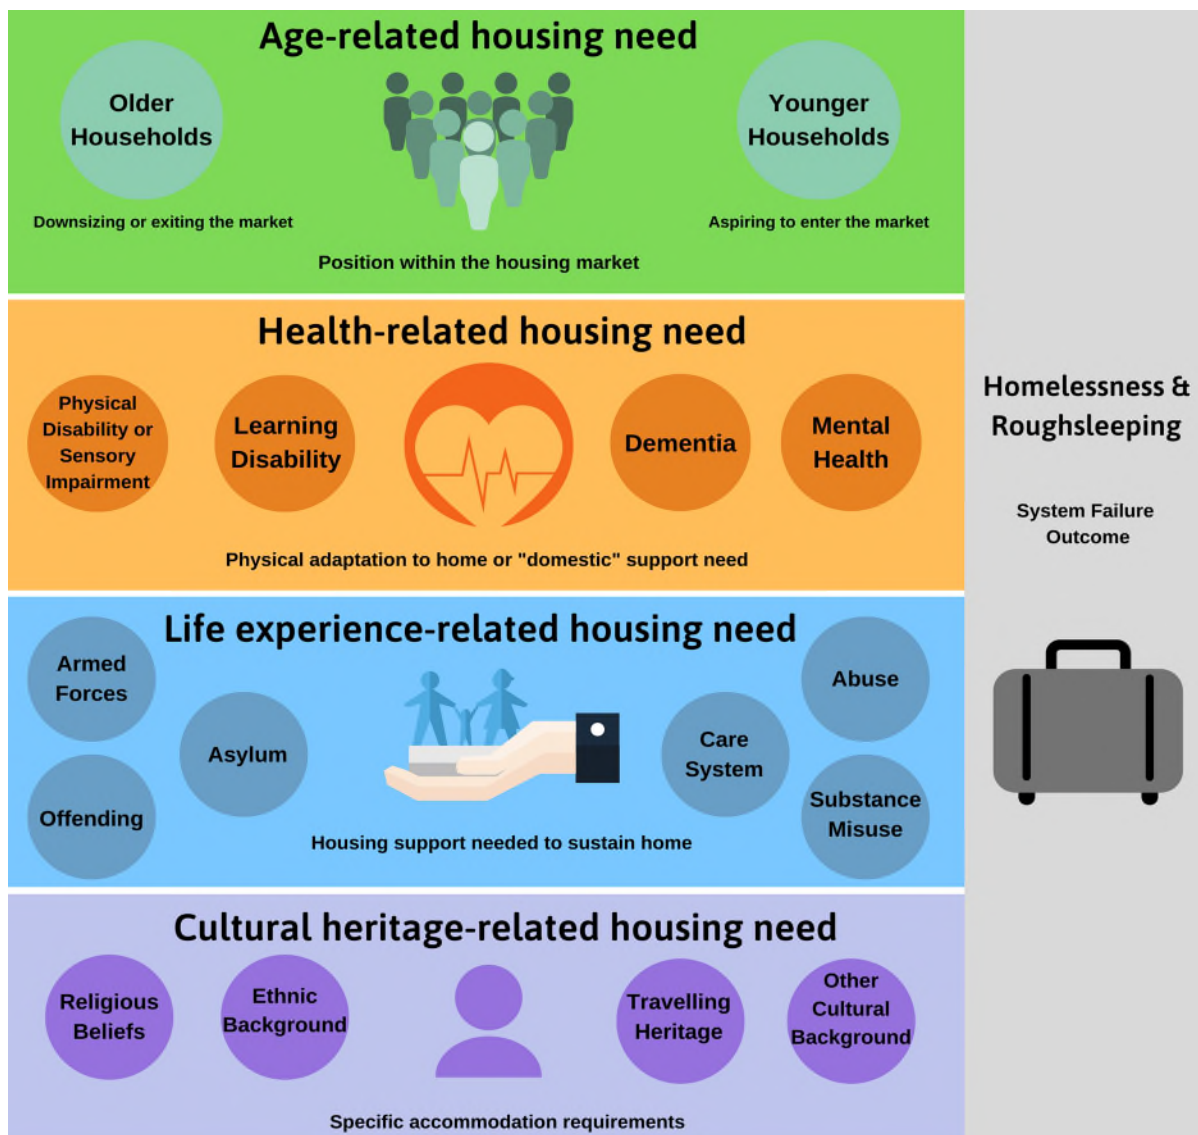 Age-related housing need
Older
Households
Younger
Households
Downsizing or exiting the market
Aspiring to enter the market
Position within the housing market
Health-related housing need
Physical
Disability or
Sensory
Impairment
Learning
Disability
Dementia
Mental
Health
Physical adaptation to home or "domestic" support need
Life experience-related housing need
Armed
Forces
Offending
Asylum
Care
System
Abuse
Substance
Misuse
Housing support needed to sustain home
Cultural heritage-related housing need
Religious
Beliefs
Ethnic
Background
Travelling
Heritage
Other
Cultural
Background
Specific accommodation requirements
Homelessness &
Roughsleeping
System Failure
Outcome